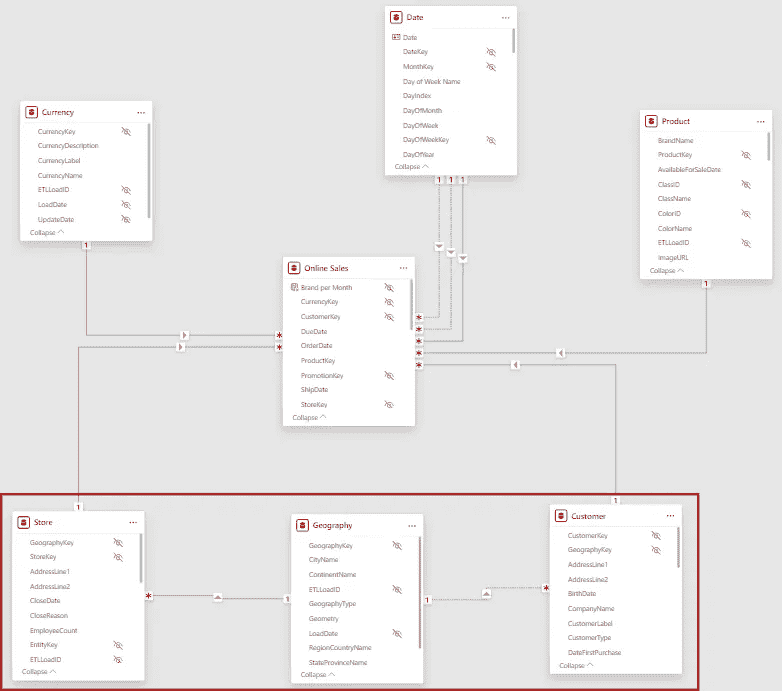 Date
Date
DateKey
MonthKey
Day of Week Name
DayIndex
DayOfMonth
DayOfWeek
DayOfWeekKey
DayOfYear
Collapse
Currency
CurrencyKey
CurrencyDescription
CurrencyLabel
CurrencyName
ETLLoadID
LoadDate
UpdateDate
Collapse
Product
BrandName
ProductKey
AvailableForSaleDate
ClassID
ClassName
ColorID
ColorName
ETLLoadID
ImageURL
Collapse
1 1 1
1
1
Online Sales
Brand per Month
CurrencyKey
CustomerKey
DueDate
OrderDate
ProductKey
PromotionKey
ShipDate
StoreKey
Collapse
*
*
*
*
*
*
*
1
1
Store
GeographyKey
StoreKey
AddressLine1
AddressLine2
CloseDate
CloseReason
EmployeeCount
EntityKey
ETLLoadID
Collapse
* 1
Geography
GeographyKey
CityName
ContinentName
ETLLoadID
GeographyType
Geometry
LoadDate
RegionCountryName
StateProvinceName
Collapse
1 *
Customer
CustomerKey
GeographyKey
AddressLine1
AddressLine2
BirthDate
CompanyName
CustomerLabel
CustomerType
DateFirstPurchase
Collapse